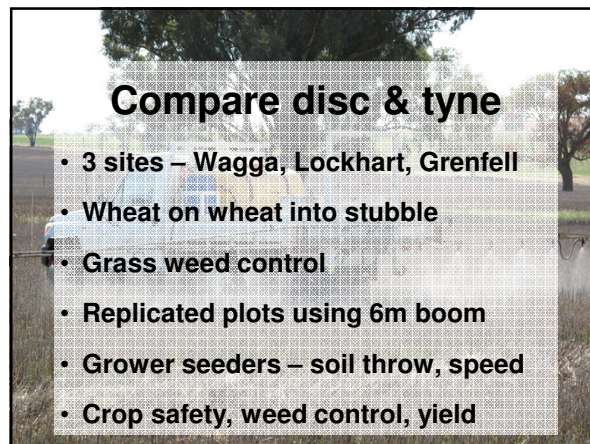 Compare disc & tyne
• 3 sites – Wagga, Lockhart, Grenfell
• Wheat on wheat into stubble
• Grass weed control
• Replicated plots using 6m boom
• Grower seeders – soil throw, speed
• Crop safety, weed control, yield